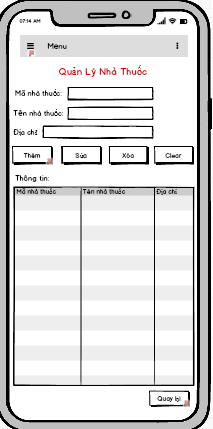 07:14 AM
Menu
Quản Lý Nhà Thuốc
Mã nhà thuốc:
Tên nhà thuốc:
Địa chỉ
Thêm Sửa Xóa Clear
Thông tin:
Mã nhà thuốc Tên nhà thuốc Địa chỉ
Quay lại